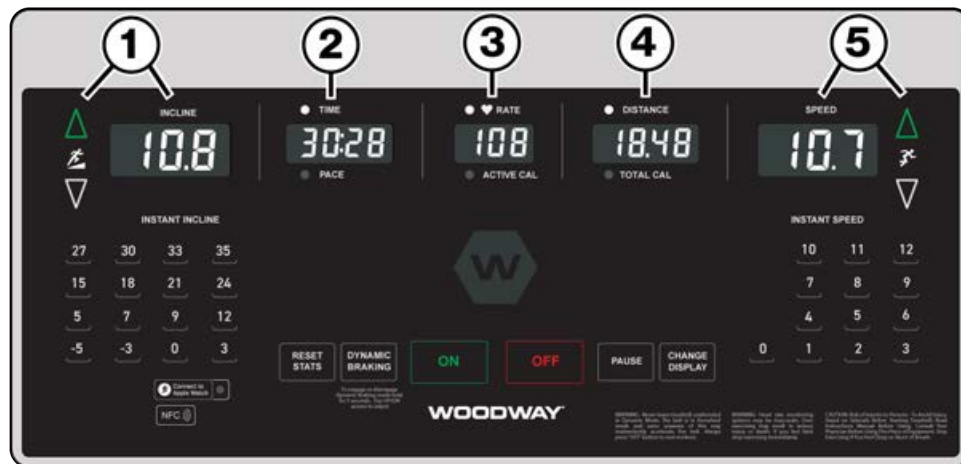 1 2 3 4 5
INCLINE TIME RATE DISTANCE SPEED
10.8 30:28 108 18.48 10.7
PACE ACTIVE CAL TOTAL CAL
INSTANT INCLINE INSTANT SPEED
27 30 33 35 10 11 12
15 18 21 24 7 8 9
5 7 9 12 4 5 6
-5 -3 0 3 0 1 2 3
RESET STATS
DYNAMIC BRAKING
ON
OFF
PAUSE
CHANGE DISPLAY
Connect to
Apple Watch
NFC
W
WOODWAY